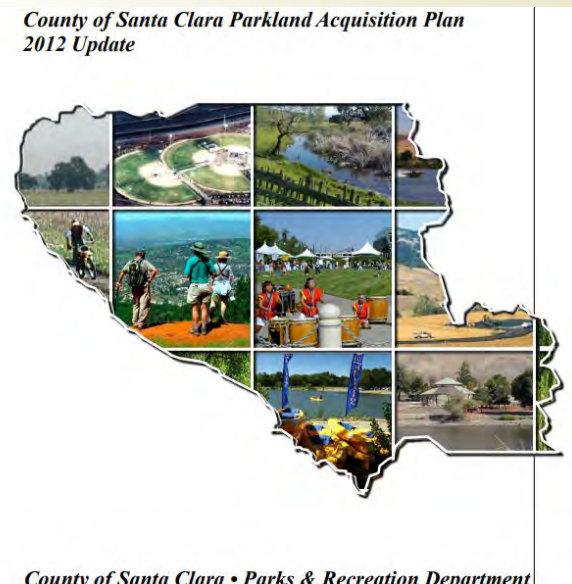 County of Santa Clara Parkland Acquisition Plan
2012 Update
County of Santa Clara • Parks & Recreation Department